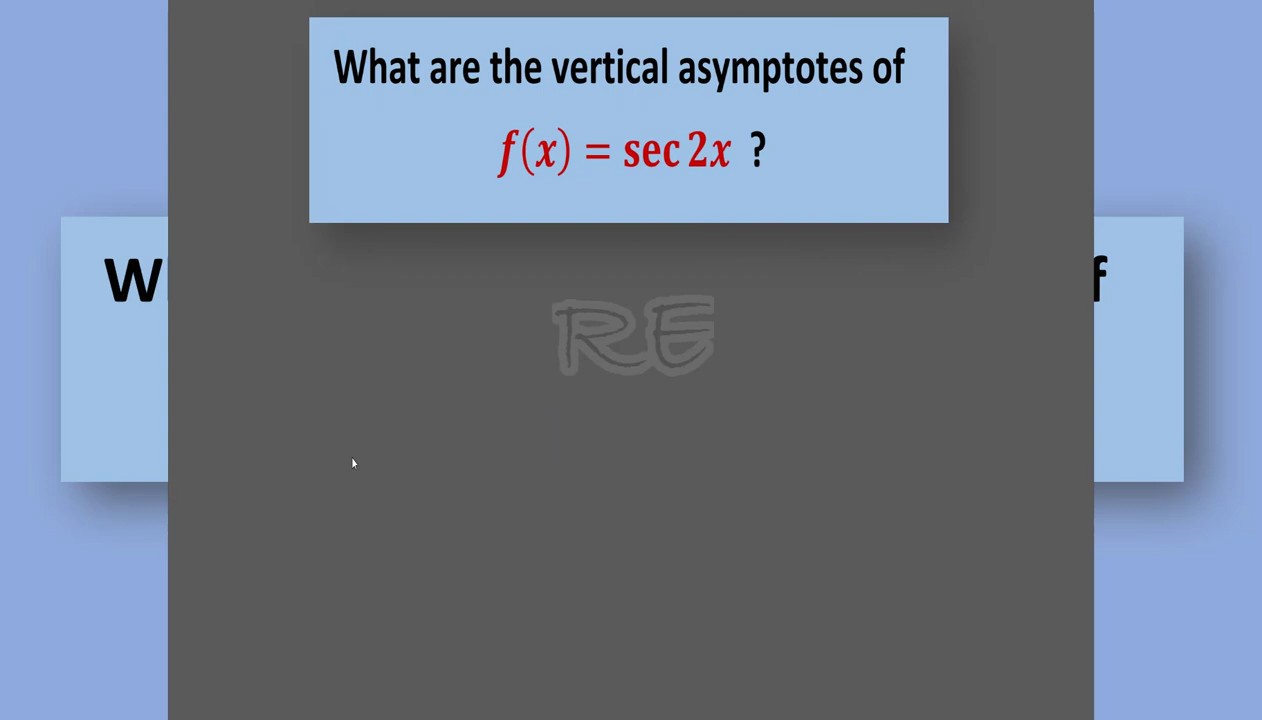 What are the vertical asymptotes of
f(x) = sec 2x ?
W
f
RE